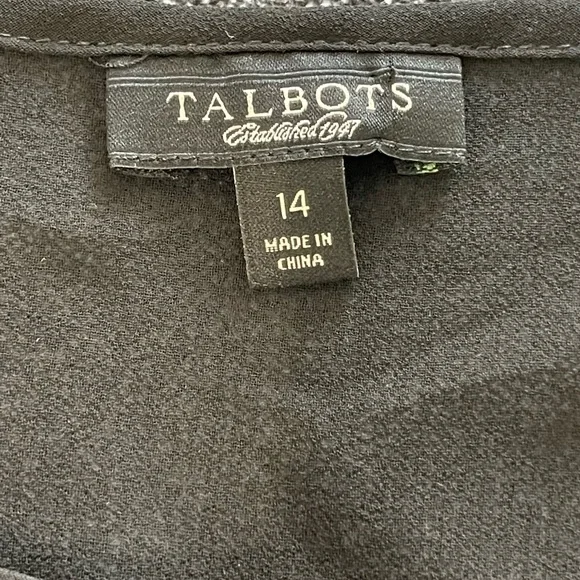 TALBOTS
Established 1947
14
MADE IN
CHINA